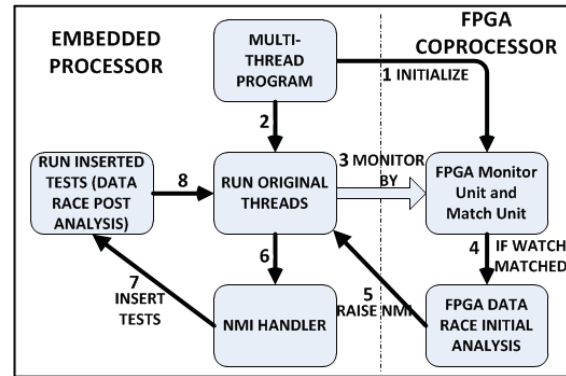 EMBEDDED
PROCESSOR
MULTI-
THREAD
PROGRAM
FPGA
COPROCESSOR
1 INITIALIZE
2
RUN INSERTED
TESTS (DATA
RACE POST
ANALYSIS)
8
RUN ORIGINAL
THREADS
3 MONITOR
BY
FPGA Monitor
Unit and
Match Unit
4
IF WATCH
MATCHED
6
7
INSERT
TESTS
5
RAISE NMI
NMI HANDLER
FPGA DATA
RACE INITIAL
ANALYSIS